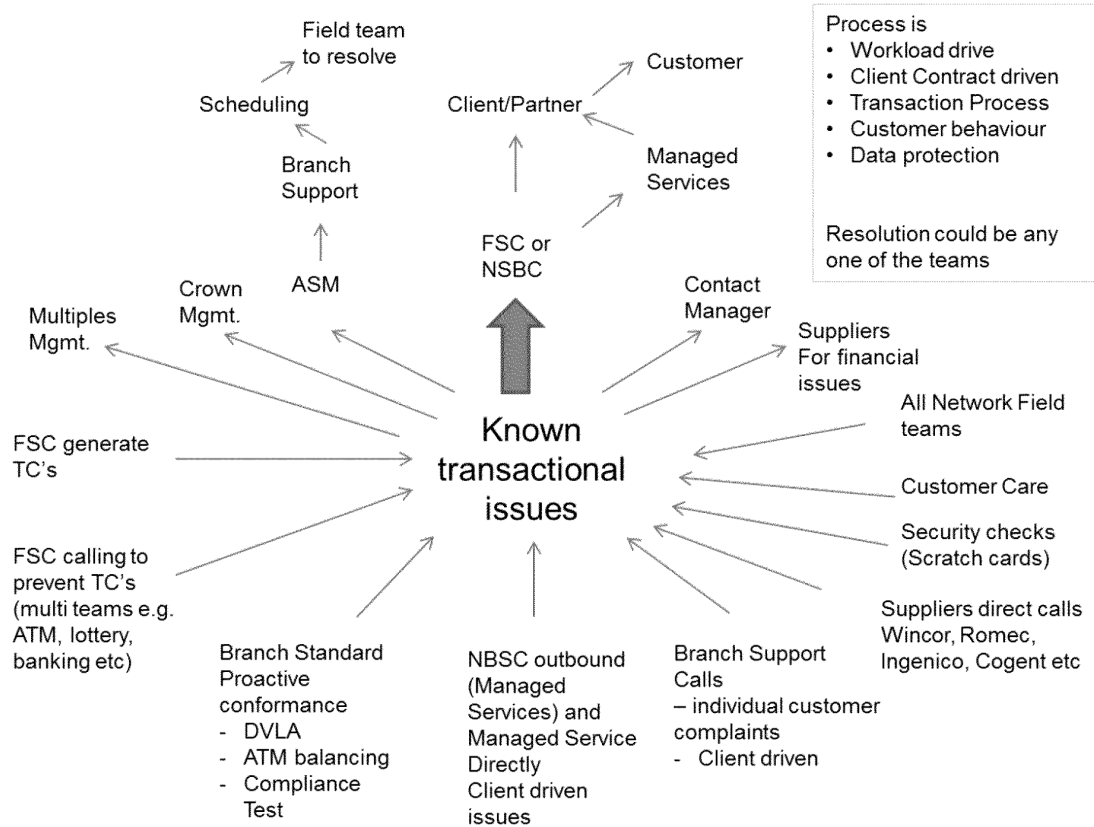 Field team
to resolve
Scheduling
Branch
Support
ASM
Crown
Mgmt.
Multiples
Mgmt.
Customer
Client/Partner
Managed
Services
FSC or
NSBC
Contact
Manager
Suppliers
For financial
issues
Process is
• Workload drive
• Client Contract driven
• Transaction Process
• Customer behaviour
• Data protection
Resolution could be any
one of the teams
Known
transactional
issues
FSC generate
TC's
FSC calling to
prevent TC's
(multi teams e.g.
ATM, lottery,
banking etc)
Branch Standard
Proactive
conformance
- DVLA
- ATM balancing
- Compliance
Test
NBSC outbound
(Managed
Services) and
Managed Service
Directly
Client driven
issues
Branch Support
Calls
– individual customer
complaints
- Client driven
All Network Field
teams
Customer Care
Security checks
(Scratch cards)
Suppliers direct calls
Wincor, Romec,
Ingenico, Cogent etc